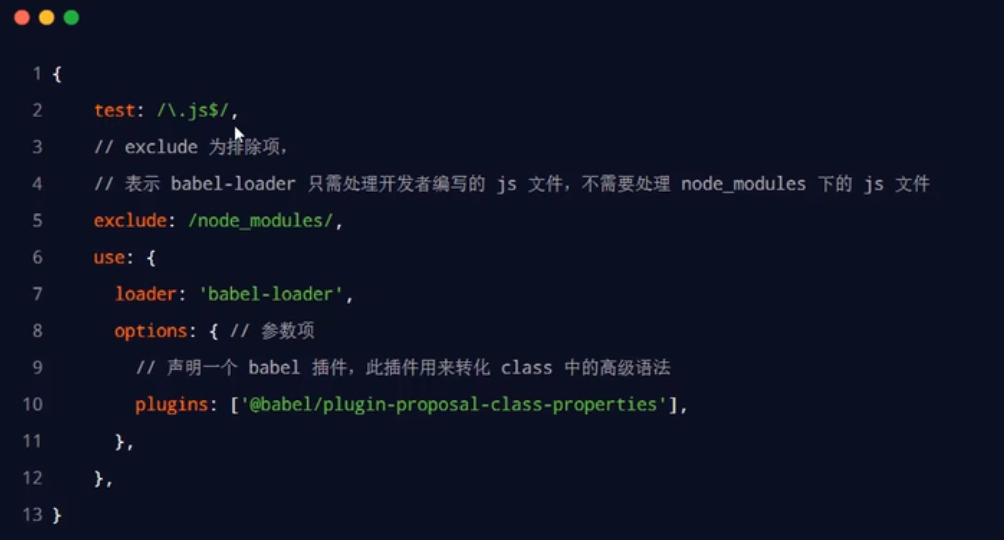 1 {
2 test: /\.js$/,
3 // exclude 为排除项，
4 // 表示 babel-loader 只需处理开发者编写的 js 文件，不需要处理 node_modules 下的 js 文件
5 exclude: /node_modules/,
6 use: {
7 loader: 'babel-loader',
8 options: { // 参数项
9 // 声明一个 babel 插件，此插件用来转化 class 中的高级语法
10 plugins: ['@babel/plugin-proposal-class-properties'],
11 },
12 },
13 }